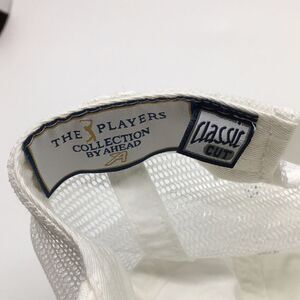 THE PLAYERS
COLLECTION
BY AHEAD
Classic
CUT